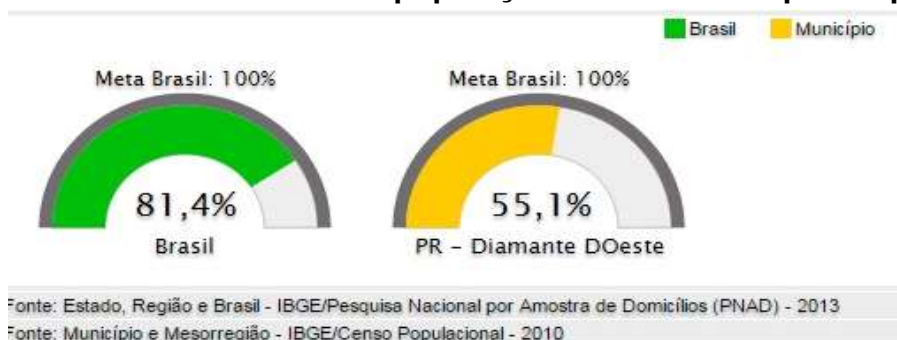 Brasil Município
Meta Brasil: 100% Meta Brasil: 100%
81,4% 55,1%
Brasil PR – Diamante DOeste
Fonte: Estado, Região e Brasil - IBGE/Pesquisa Nacional por Amostra de Domicílios (PNAD) - 2013
Fonte: Município e Mesorregião - IBGE/Censo Populacional - 2010